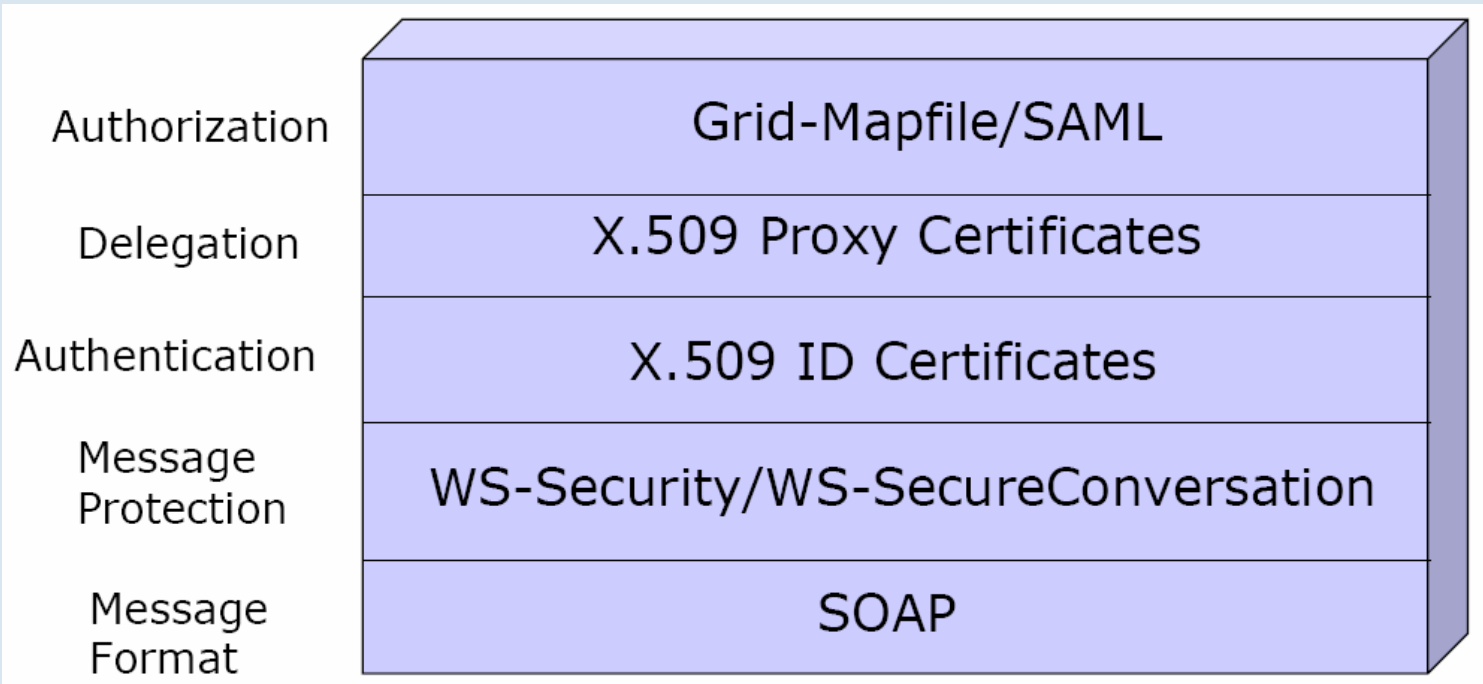 Authorization
Grid-Mapfile/SAML
Delegation
X.509 Proxy Certificates
Authentication
X.509 ID Certificates
Message
Protection
WS-Security/WS-SecureConversation
Message
Format
SOAP